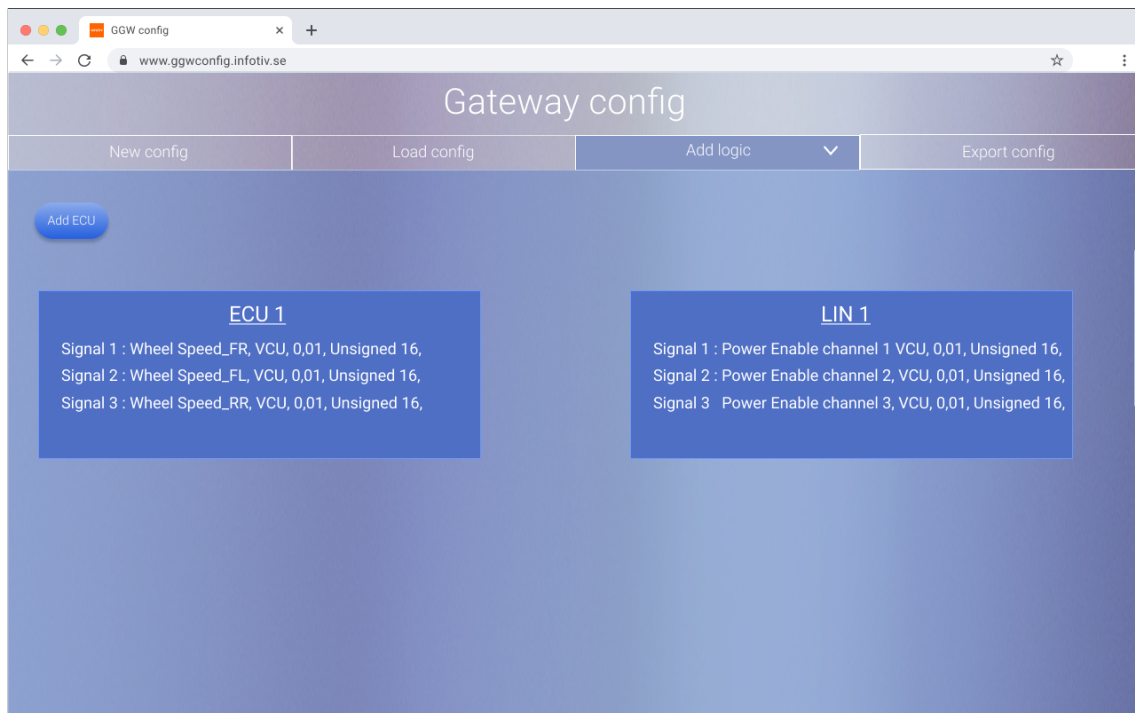 GGW config
www.ggwconfig.infotiv.se
Gateway config
New config
Load config
Add logic
Export config
Add ECU
ECU 1
Signal 1 : Wheel Speed_FR, VCU, 0,01, Unsigned 16,
Signal 2 : Wheel Speed_FL, VCU, 0,01, Unsigned 16,
Signal 3 : Wheel Speed_RR, VCU, 0,01, Unsigned 16,
LIN 1
Signal 1 : Power Enable channel 1 VCU, 0,01, Unsigned 16,
Signal 2 : Power Enable channel 2, VCU, 0,01, Unsigned 16,
Signal 3 Power Enable channel 3, VCU, 0,01, Unsigned 16,